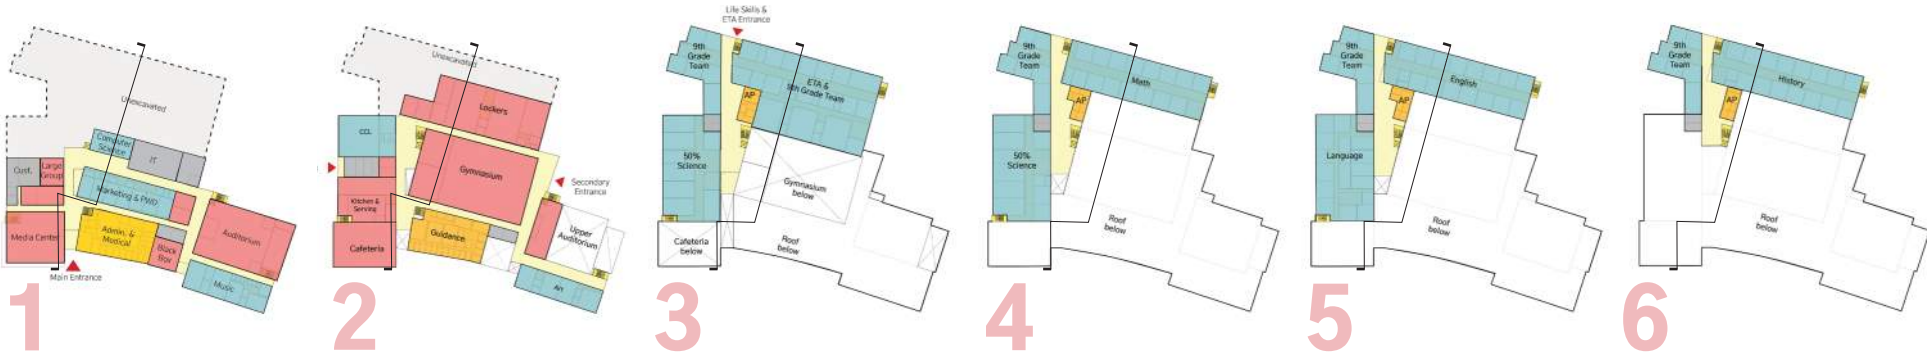 Unexcavated
Computer
Science
IT
Cust.
Large
Group
Marketing & PWD
Media Center
Admin. &
Medical
Black
Box
Auditorium
Music
Main Entrance
1
Unexcavated
Lockers
CCL
Gymnasium
Secondary
Entrance
Kitchen &
Serving
Cafeteria
Guidance
Upper
Auditorium
Art
2
Life Skills &
ETA Entrance
9th
Grade
Team
ETA &
9th Grade Team
AP
50%
Science
Gymnasium
below
Cafeteria
below
Roof
below
3
9th
Grade
Team
Math
AP
50%
Science
Roof
below
4
9th
Grade
Team
English
AP
Language
Roof
below
5
9th
Grade
Team
History
AP
Roof
below
6